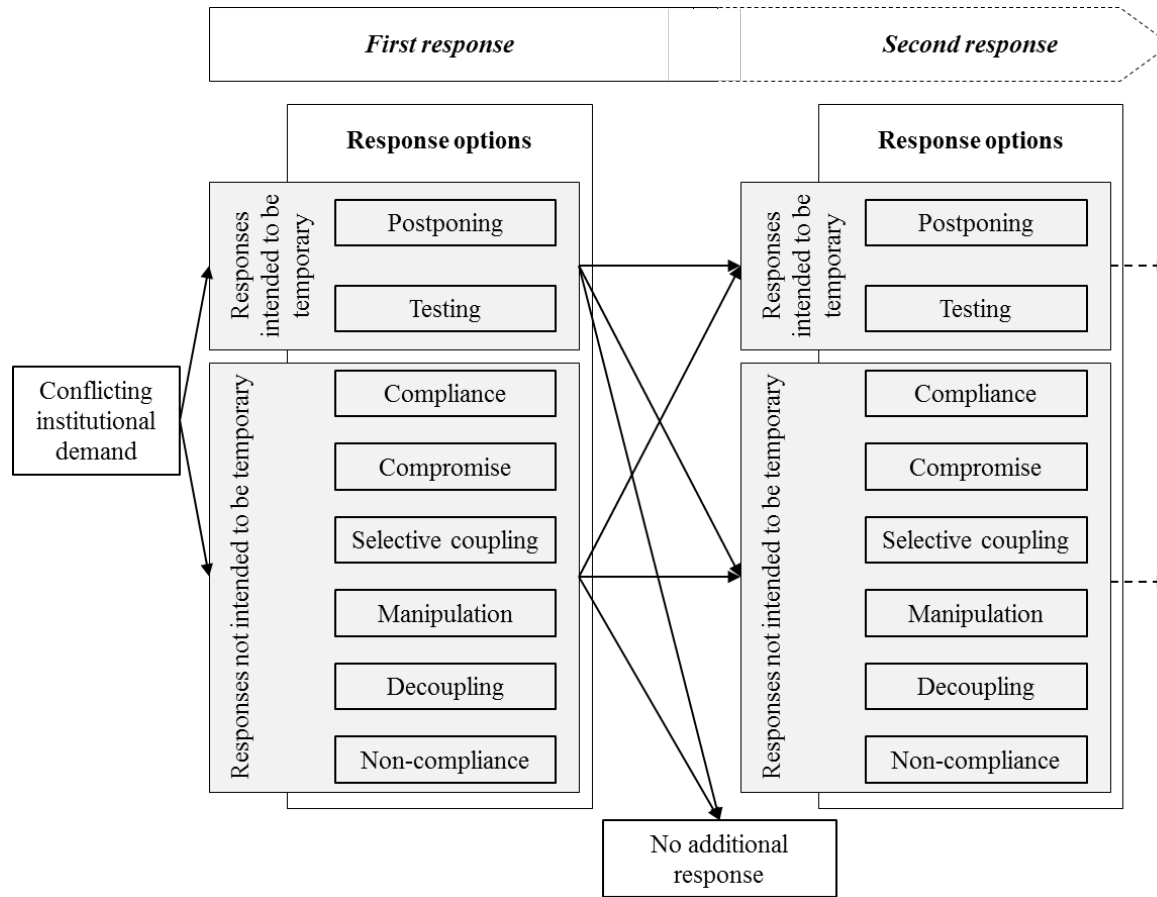 First response
Second response
Response options
Responses
intended to be
temporary
Postponing
Testing
Conflicting
institutional
demand
Responses not intended to be temporary
Compliance
Compromise
Selective coupling
Manipulation
Decoupling
Non-compliance
Response options
Responses
intended to be
temporary
Postponing
Testing
Responses not intended to be temporary
Compliance
Compromise
Selective coupling
Manipulation
Decoupling
Non-compliance
No additional
response